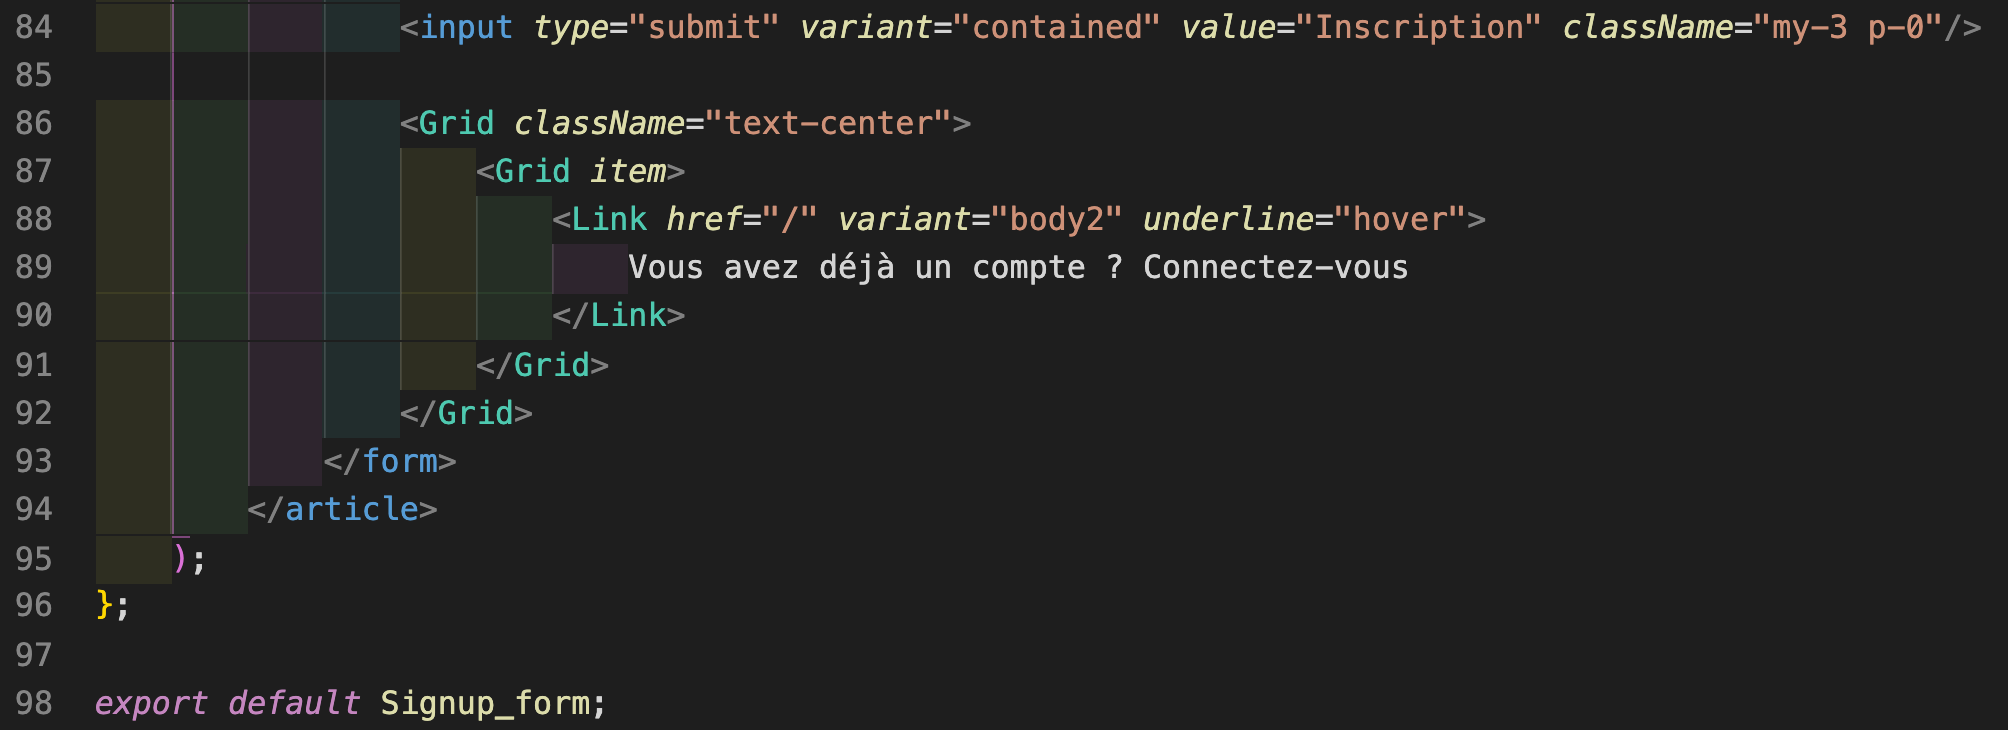 84 <input type="submit" variant="contained" value="Inscription" className="my-3 p-0"/>
85
86 <Grid className="text-center">
87 <Grid item>
88 <Link href="/" variant="body2" underline="hover">
89 Vous avez déjà un compte ? Connectez-vous
90 </Link>
91 </Grid>
92 </Grid>
93 </form>
94 </article>
95 );
96 };
97
98 export default Signup_form;